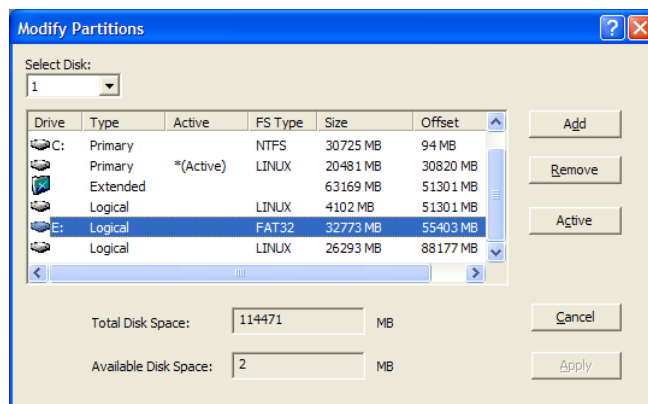 Modify Partitions
Select Disk:
1
Drive Type Active FS Type Size Offset
C: Primary NTFS 30725 MB 94 MB
Primary *(Active) LINUX 20481 MB 30820 MB
Extended 63169 MB 51301 MB
Logical LINUX 4102 MB 51301 MB
E: Logical FAT32 32773 MB 55403 MB
Logical LINUX 26293 MB 88177 MB
Add
Remove
Active
Total Disk Space: 114471 MB
Cancel
Available Disk Space: 2 MB
Apply